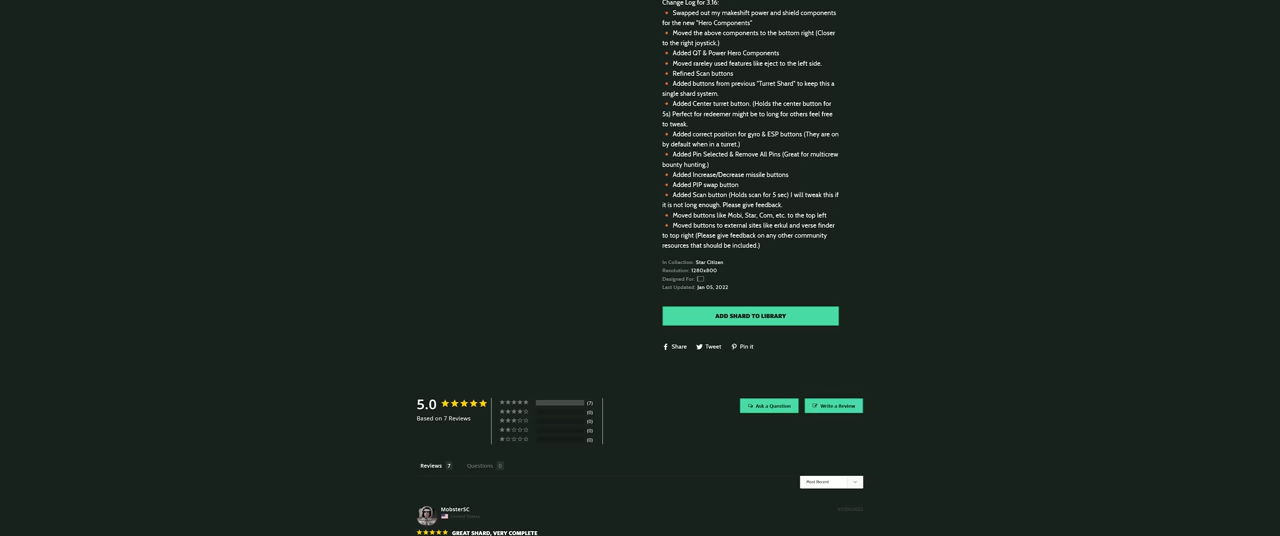 Change Log for 3.16:
🔸 Swapped out my makeshift power and shield components
for the new "Hero Components"
🔸 Moved the above components to the bottom right (Closer
to the right joystick.)
🔸 Added QT & Power Hero Components
🔸 Moved rareley used features like eject to the left side.
🔸 Refined Scan buttons
🔸 Added buttons from previous "Turret Shard" to keep this a
single shard system.
🔸 Added Center turret button. (Holds the center button for
5s) Perfect for redeemer might be to long for others feel free
to tweak.
🔸 Added correct position for gyro & ESP buttons (They are on
by default when in a turret.)
🔸 Added Pin Selected & Remove All Pins (Great for multicrew
bounty hunting.)
🔸 Added Increase/Decrease missile buttons
🔸 Added PIP swap button
🔸 Added Scan button (Holds scan for 5 sec) I will tweak this if
it is not long enough. Please give feedback.
🔸 Moved buttons like Mobi, Star, Com, etc. to the top left
🔸 Moved buttons to external sites like erkul and verse finder
to top right (Please give feedback on any other community
resources that should be included.)
In Collection: Star Citizen
Resolution: 1280x800
Designed For:
Last Updated: Jan 05, 2022
ADD SHARD TO LIBRARY
Share Tweet Pin it
5.0
Based on 7 Reviews
(7)
(0)
(0)
(0)
(0)
Ask a Question Write a Review
Reviews 7 Questions 0
Most Recent
MobsterSC
United States
GREAT SHARD, VERY COMPLETE